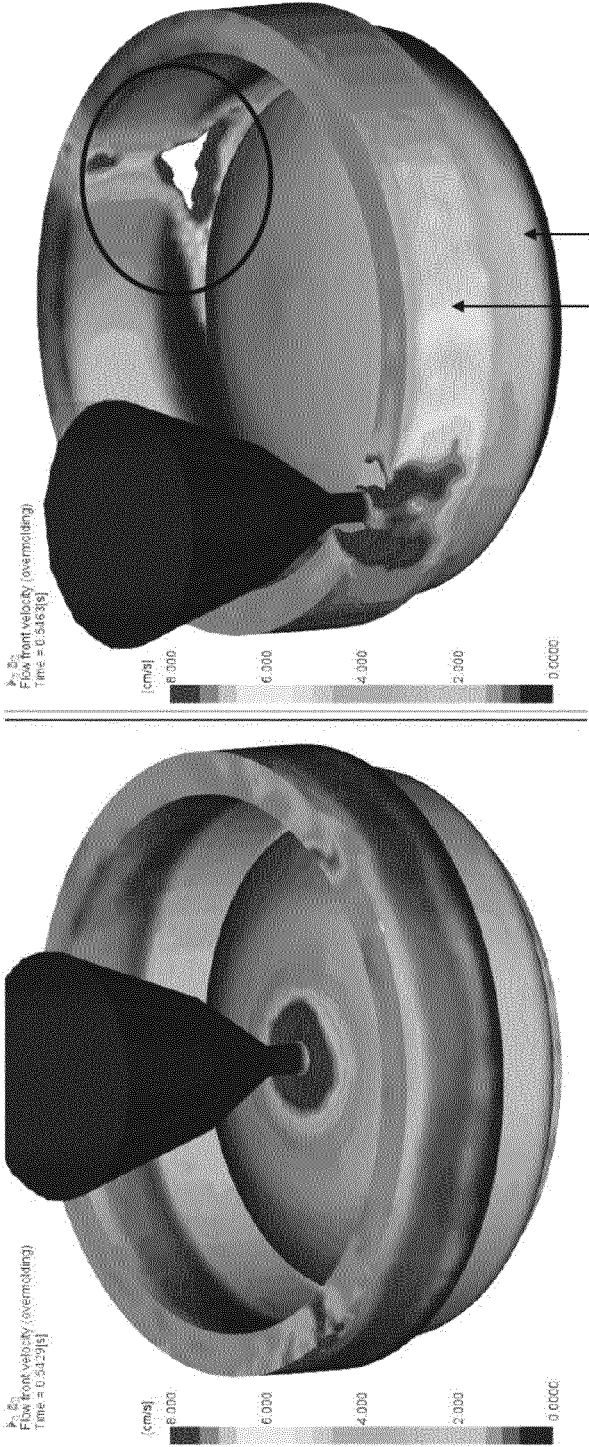 Flow front velocity (overmolding)
Time = 0.5429[s]
[cm/s]
8.000
6.000
4.000
2.000
0.0000
Flow front velocity (overmolding)
Time = 0.5463[s]
[cm/s]
8.000
6.000
4.000
2.000
0.0000